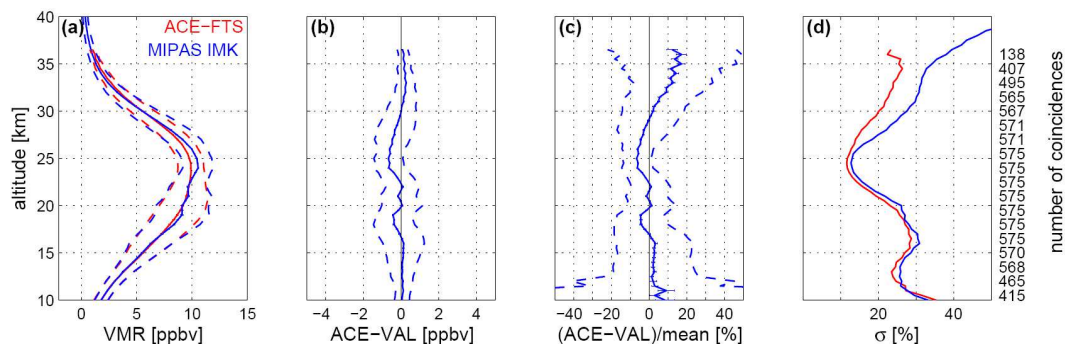 (a)
ACE−FTS
MIPAS IMK
(b)
(c)
(d)
40
35
30
25
20
15
10
altitude [km]
0 5 10 15
VMR [ppbv]
−4 −2 0 2 4
ACE−VAL [ppbv]
−40 −20 0 20 40
(ACE−VAL)/mean [%]
20 40
σ [%]
138
407
495
565
567
571
571
575
575
575
575
575
575
570
568
465
415
number of coincidences